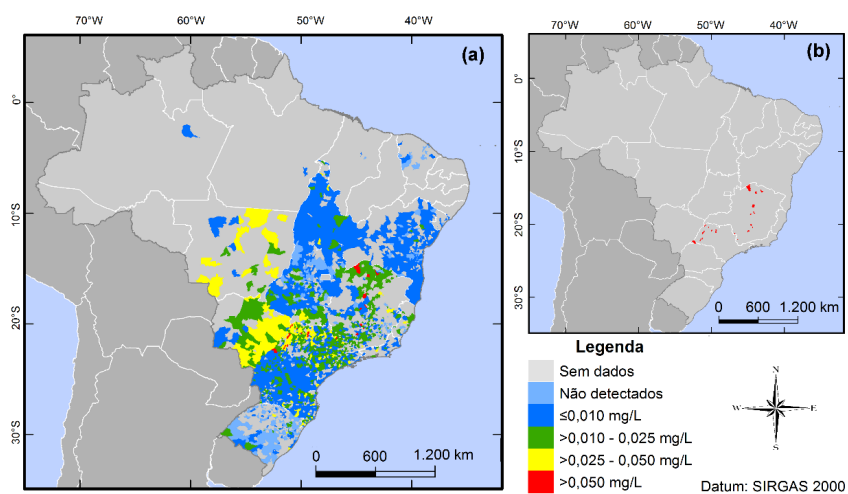 70°W 60°W 50°W 40°W
(a)
0°
10°S
20°S
30°S
0 600 1.200 km
60°W 50°W 40°W
(b)
0°
10°S
20°S
30°S
0 600 1.200 km
Legenda
Sem dados
Não detectados
≤0,010 mg/L
>0,010 - 0,025 mg/L
>0,025 - 0,050 mg/L
>0,050 mg/L
N
W E
S
Datum: SIRGAS 2000